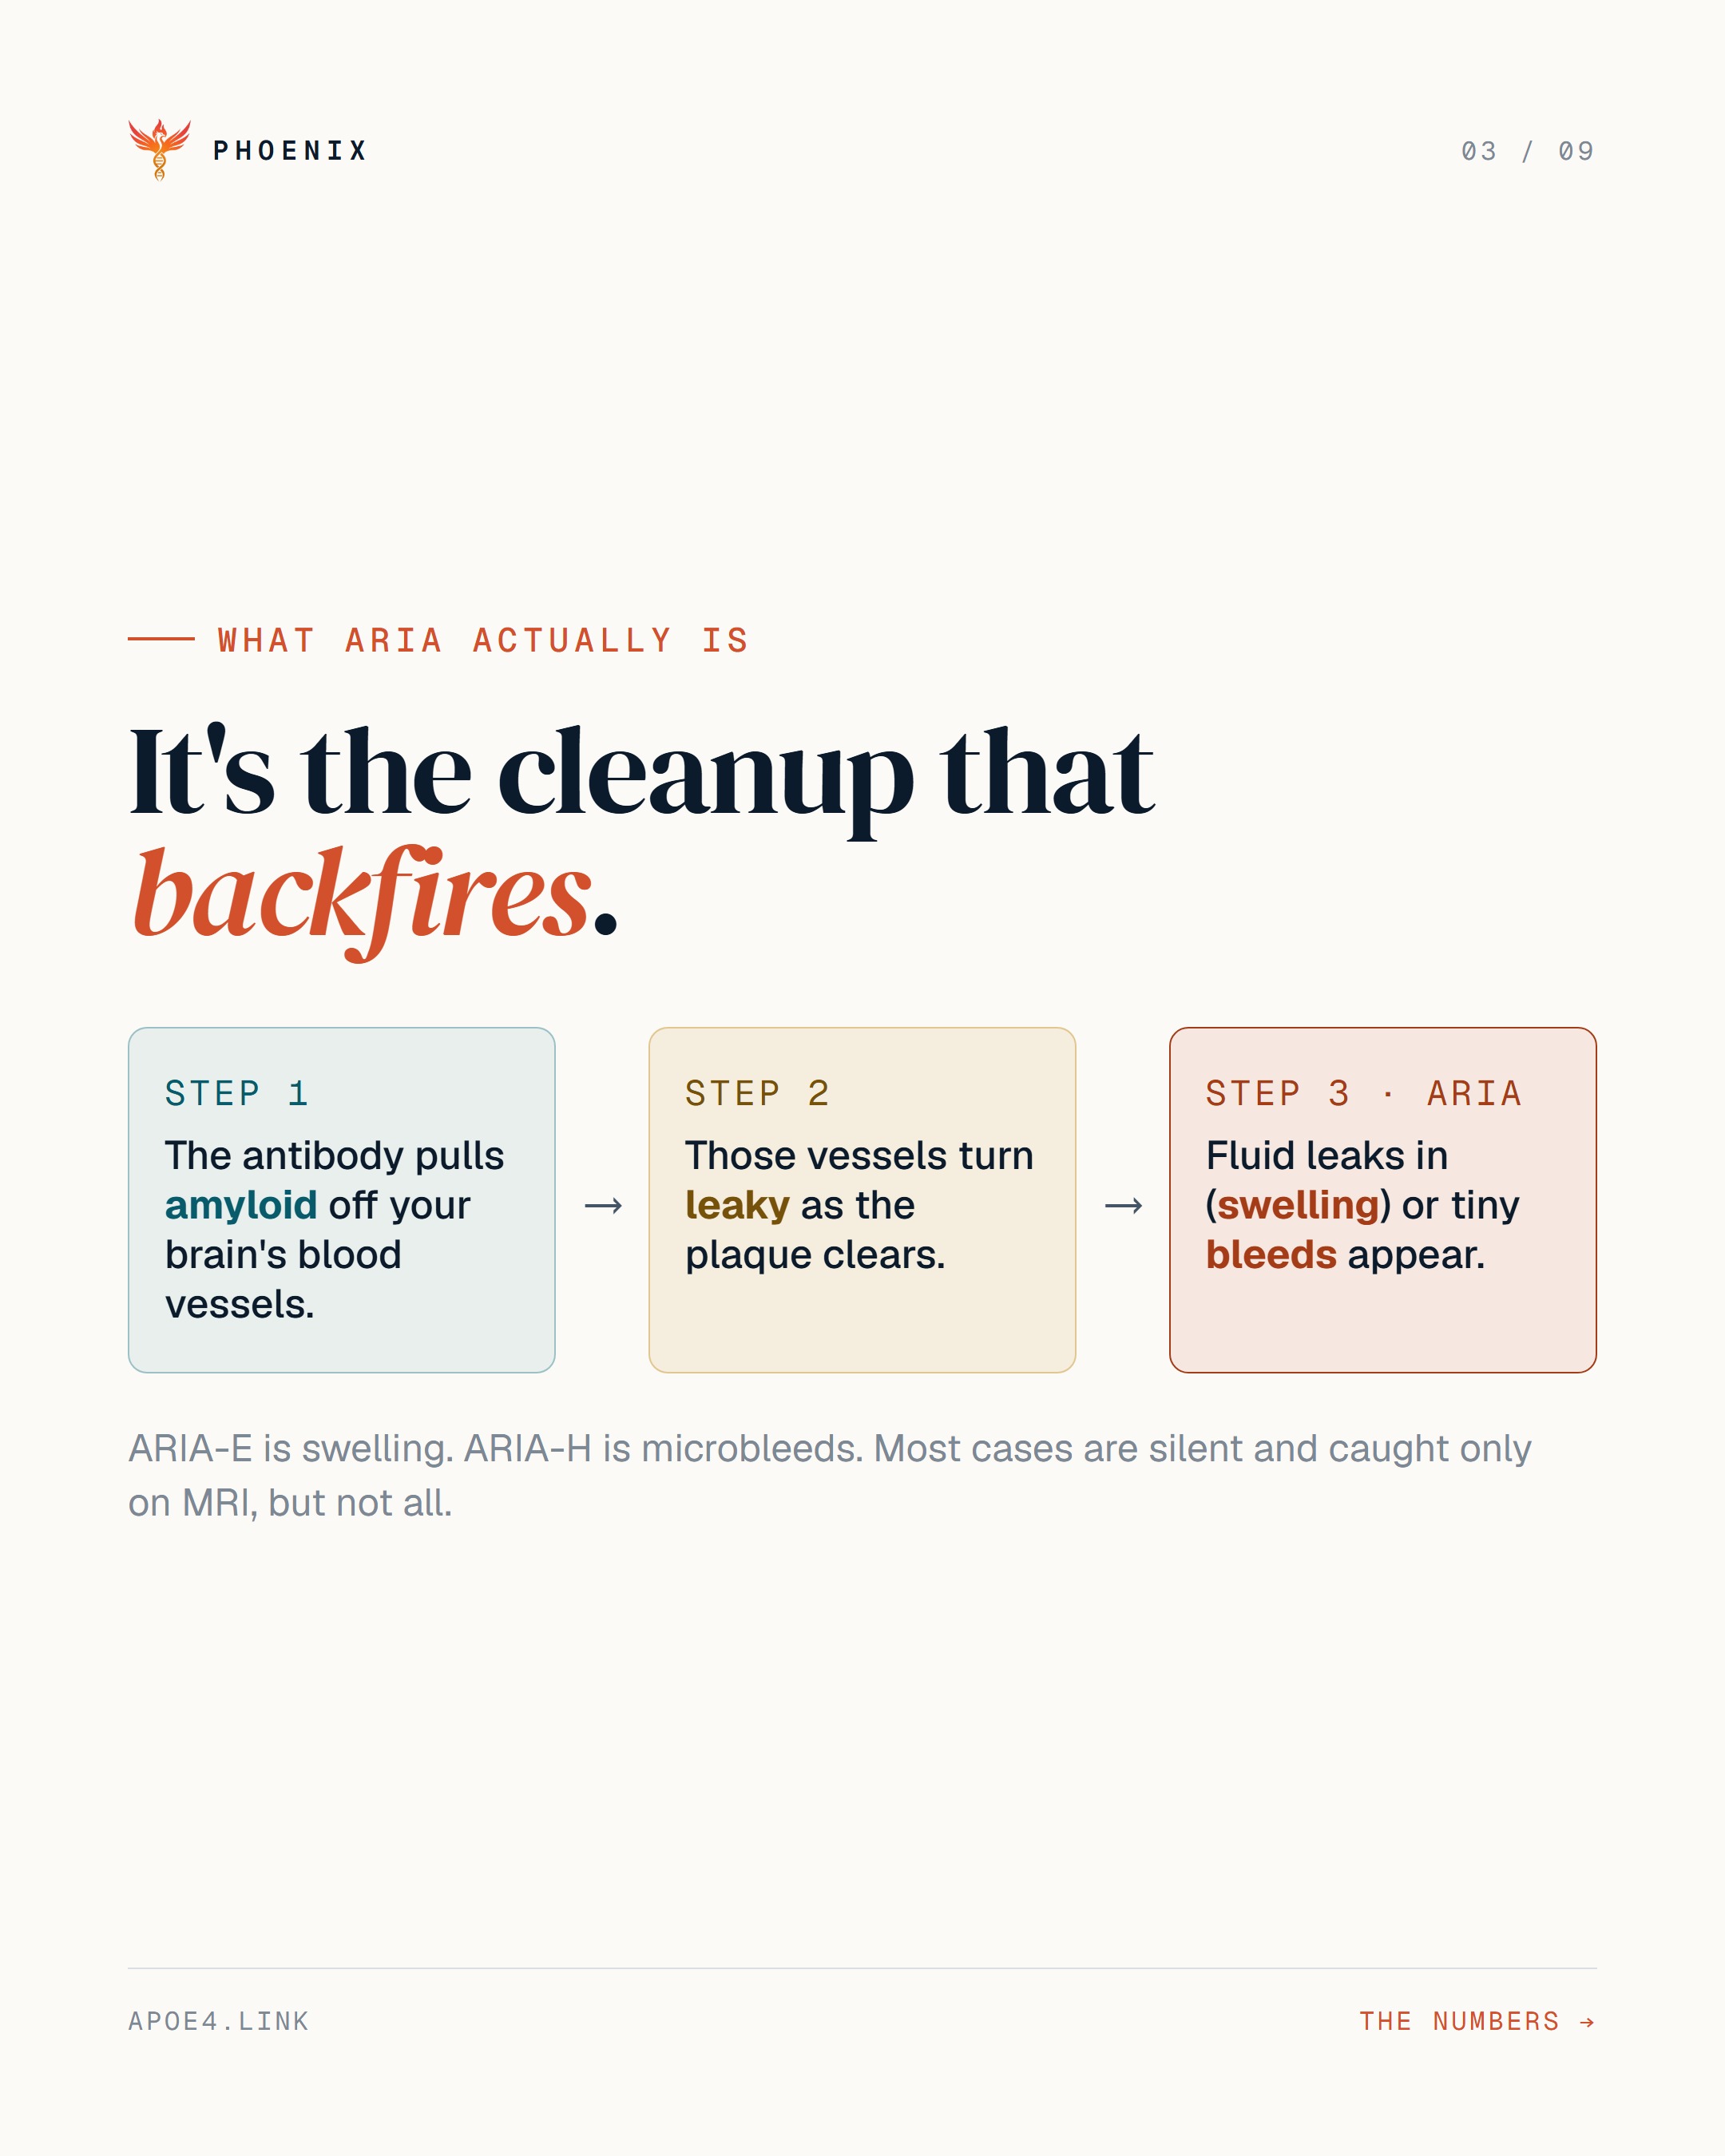 PHOENIX
03 / 09
WHAT ARIA ACTUALLY IS
It's the cleanup that
backfires.
STEP 1
The antibody pulls
amyloid off your
brain's blood
vessels.
→
STEP 2
Those vessels turn
leaky as the
plaque clears.
→
STEP 3 · ARIA
Fluid leaks in
(swelling) or tiny
bleeds appear.
ARIA-E is swelling. ARIA-H is microbleeds. Most cases are silent and caught only
on MRI, but not all.
APOE4.LINK
THE NUMBERS →